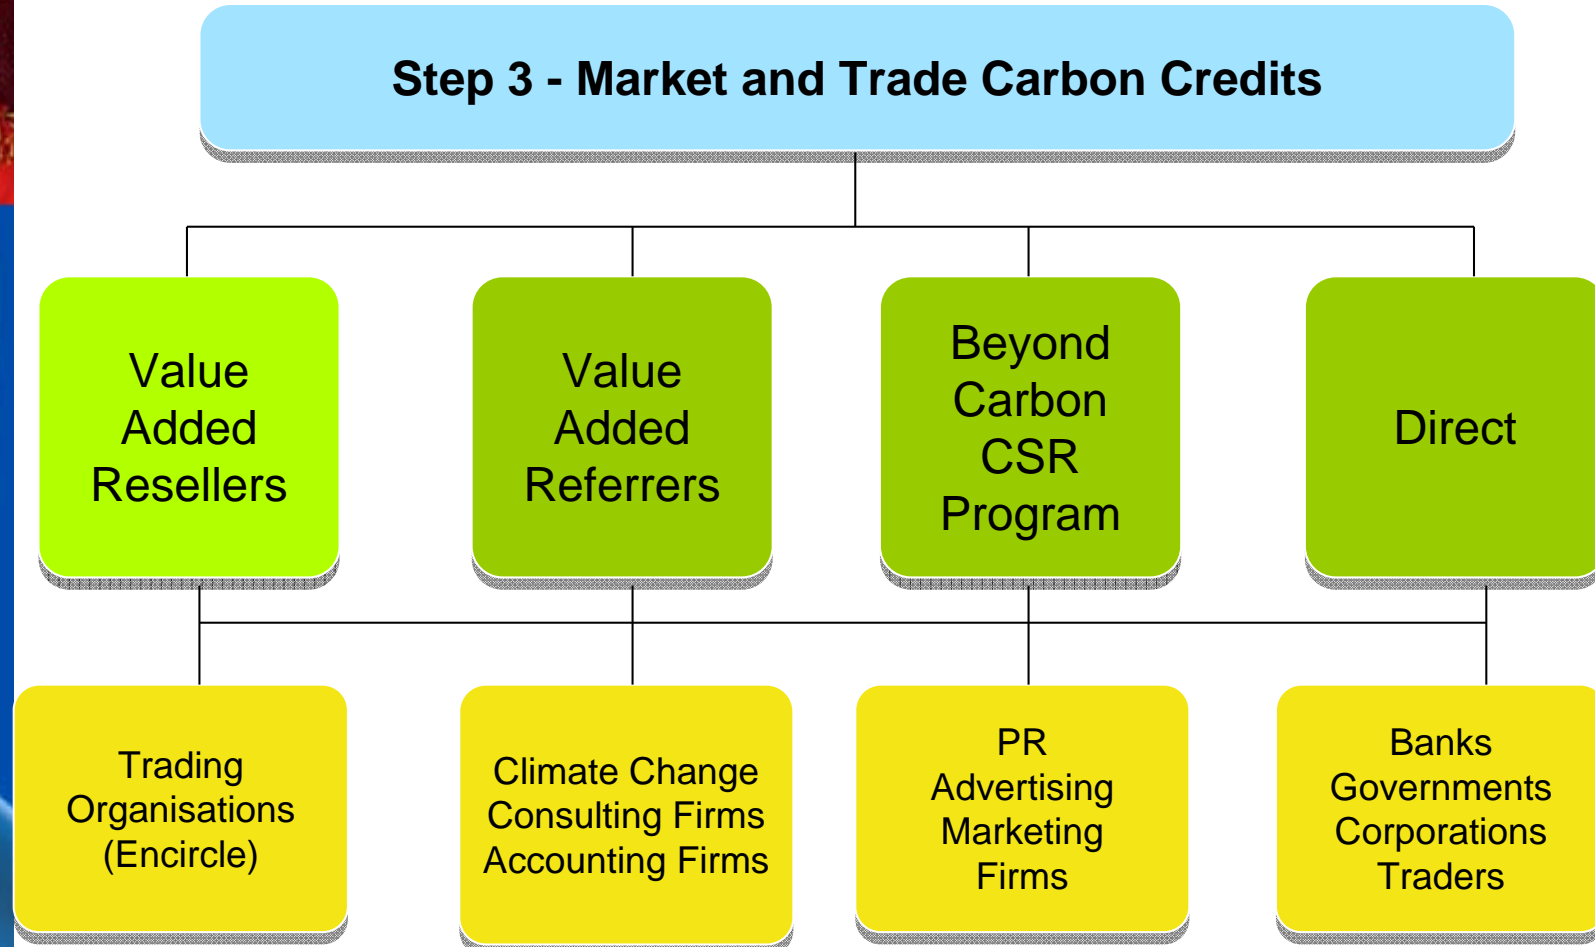 Step 3 - Market and Trade Carbon Credits
Value
Added
Resellers
Value
Added
Referrers
Beyond
Carbon
CSR
Program
Direct
Trading
Organisations
(Encircle)
Climate Change
Consulting Firms
Accounting Firms
PR
Advertising
Marketing
Firms
Banks
Governments
Corporations
Traders